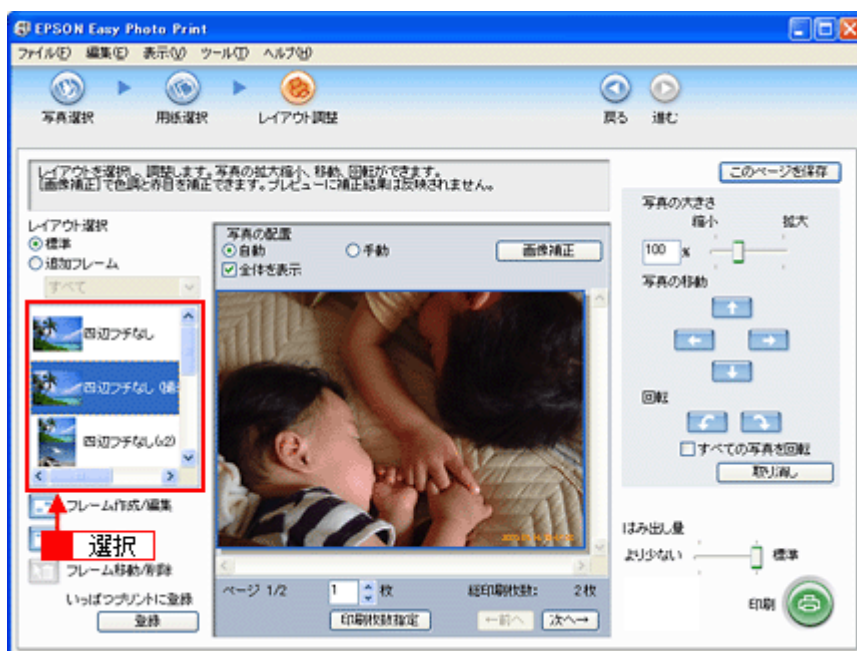 EPSON Easy Photo Print
ファイル(F) 編集(E) 表示(V) ツール(T) ヘルプ(H)
写真選択 用紙選択 レイアウト調整 戻る 進む
レイアウトを選択し、調整します。写真の拡大縮小、移動、回転ができます。
[画像補正]で色調と赤目を補正できます。プレビューに補正結果は反映されません。
このページを保存
レイアウト選択
標準
追加フレーム
すべて
四辺フチなし
四辺フチなし
四辺フチなし(x2)
フレーム作成/編集
選択
フレーム移動/削除
いっぱつプリントに登録
登録
写真の配置
自動 手動 画像補正
全体を表示
ページ 1/2 1 枚 総印刷枚数: 2枚
印刷枚数指定 ←前へ 次へ→
写真の大きさ
縮小 拡大
100 %
写真の移動
回転
すべての写真を回転
取り消し
はみ出し量
より少ない 標準
印刷